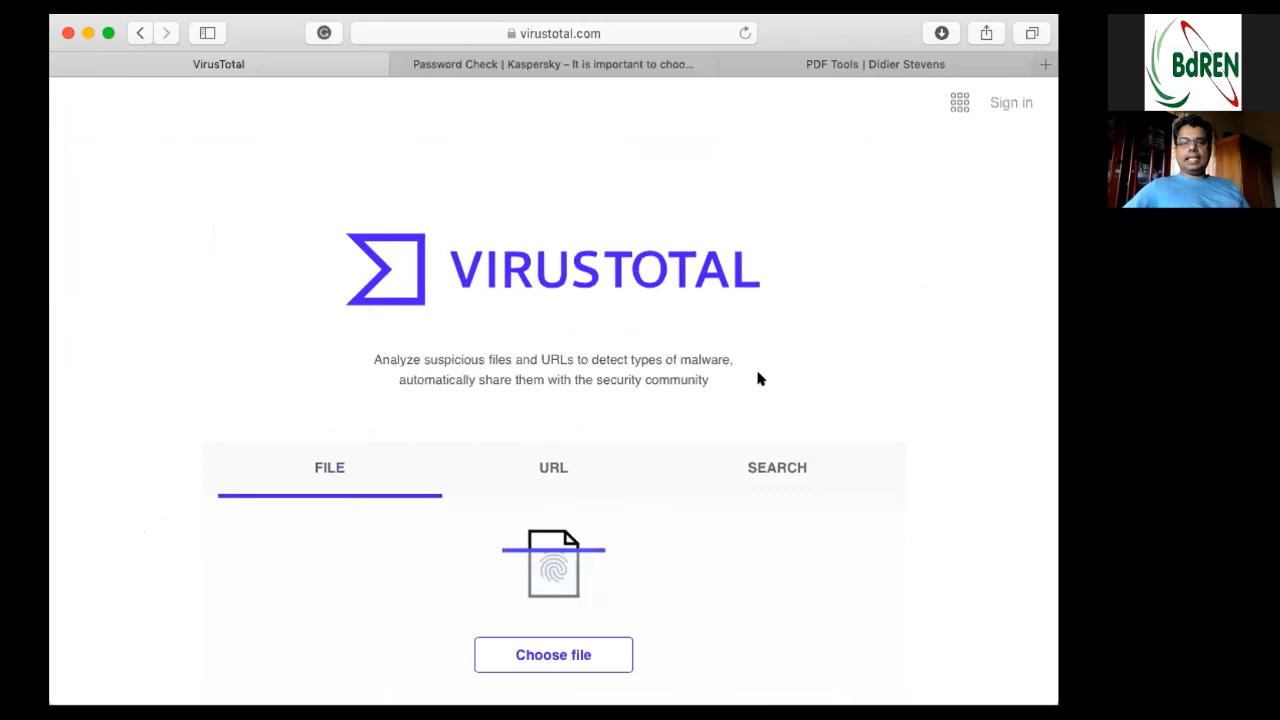 virustotal.com
VirusTotal
Password Check | Kaspersky – It is important to choo...
PDF Tools | Didier Stevens
Sign in
BdREN
VIRUSTOTAL
Analyze suspicious files and URLs to detect types of malware,
automatically share them with the security community
FILE
URL
SEARCH
Choose file